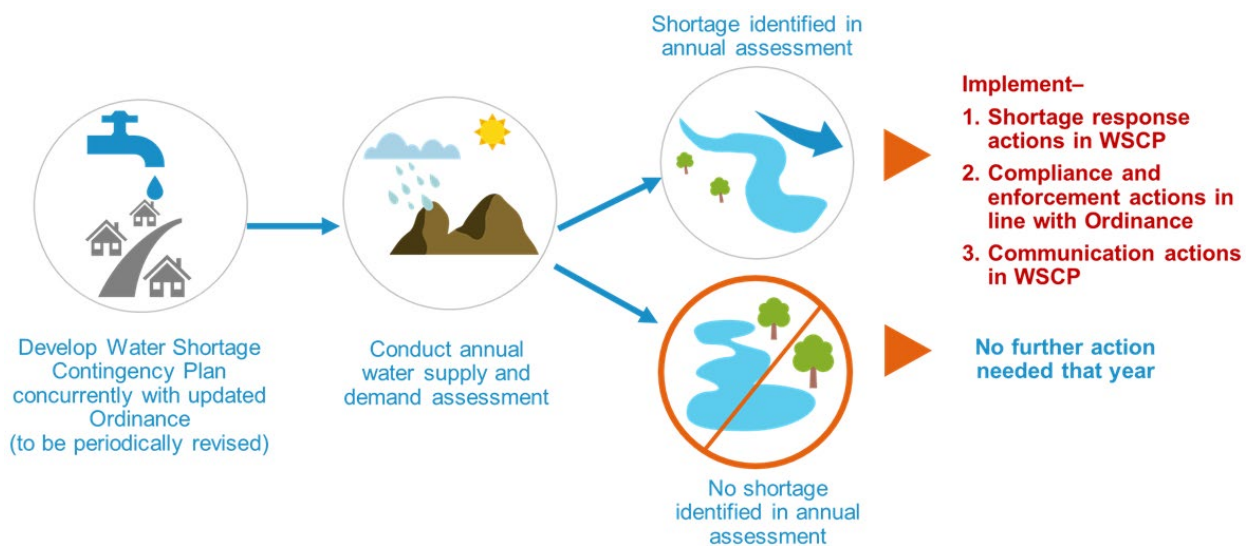 Shortage identified in
annual assessment
Implement–
1. Shortage response
actions in WSCP
2. Compliance and
enforcement actions in
line with Ordinance
3. Communication actions
in WSCP
Develop Water Shortage
Contingency Plan
concurrently with updated
Ordinance
(to be periodically revised)
Conduct annual
water supply and
demand assessment
No further action
needed that year
No shortage
identified in annual
assessment